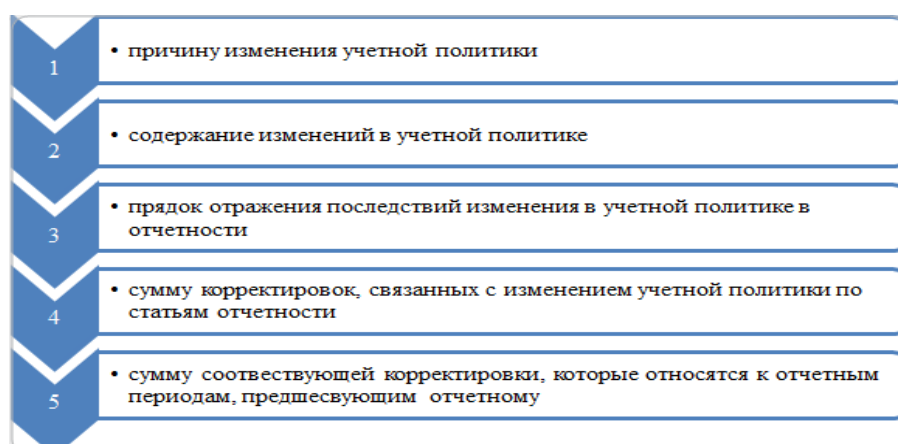 1
• причину изменения учетной политики
2
• содержание изменений в учетной политике
3
• прядок отражения последствий изменения в учетной политике в
отчетности
4
• сумму корректировок, связанных с изменением учетной политики по
статьям отчетности
5
• сумму соотвествующей корректировки, которые относятся к отчетным
периодам, предшесвующим отчетному